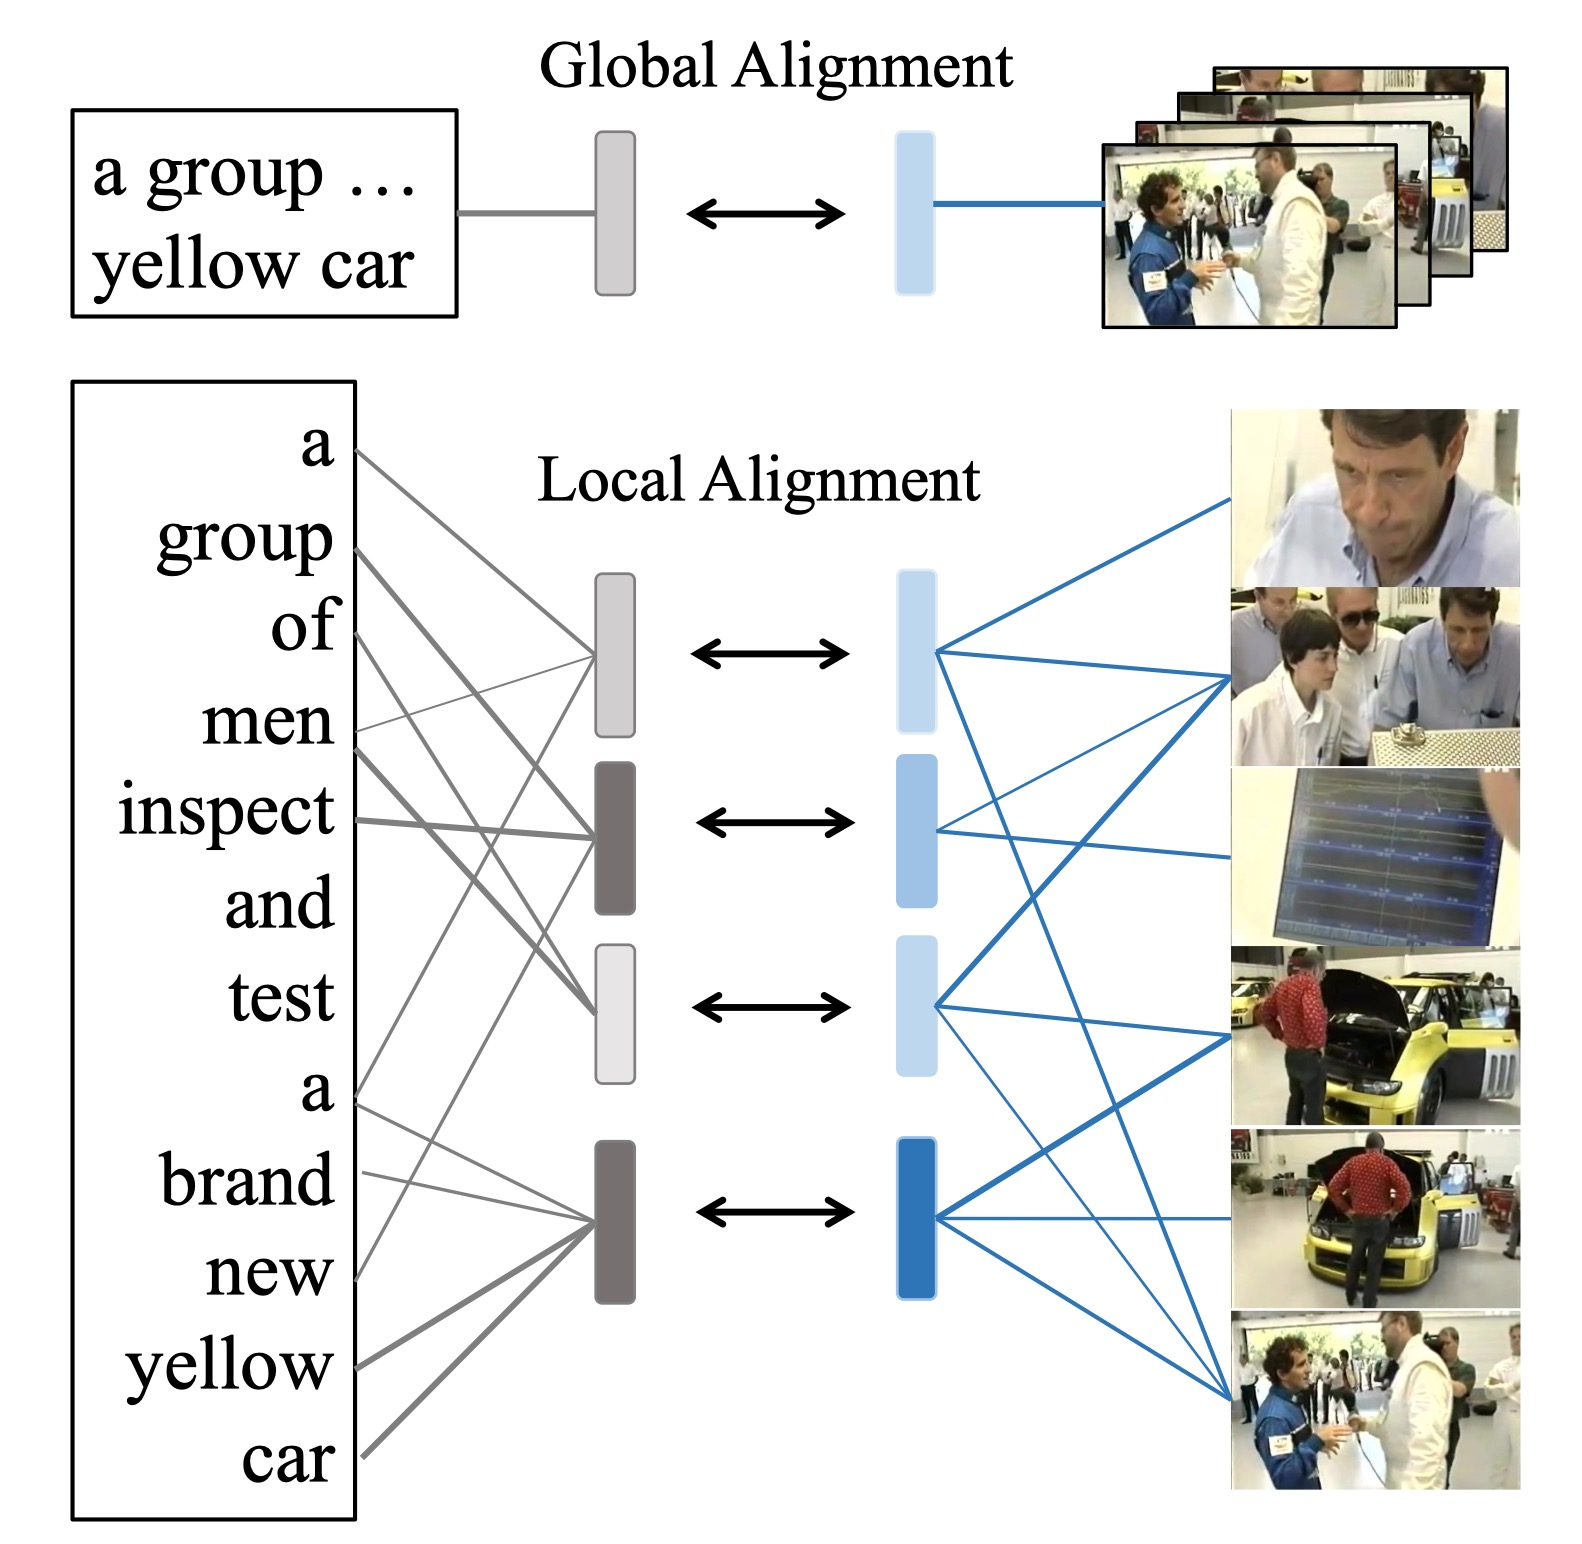 Global Alignment
a group …
yellow car
Local Alignment
a
group
of
men
inspect
and
test
a
brand
new
yellow
car